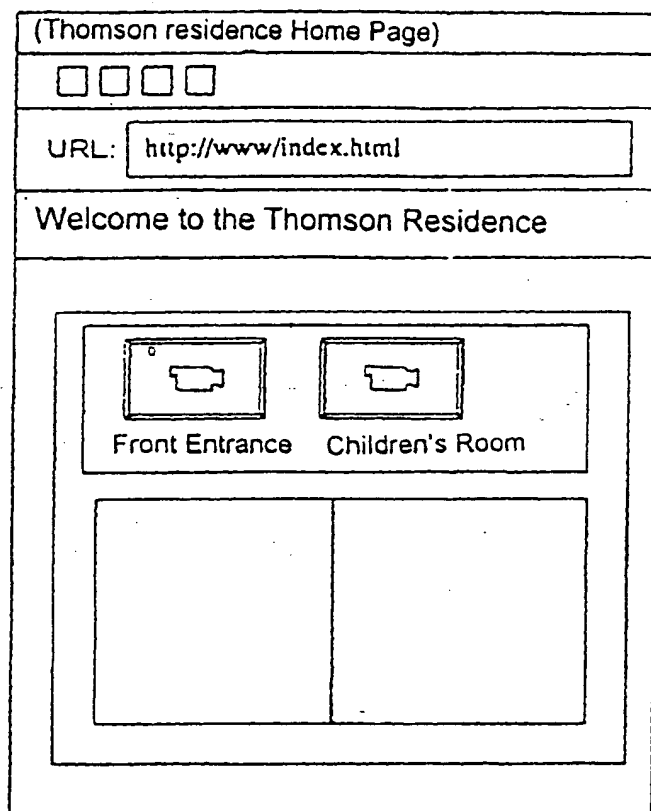 (Thomson residence Home Page)
URL: http://www/index.html
Welcome to the Thomson Residence
Front Entrance Children's Room